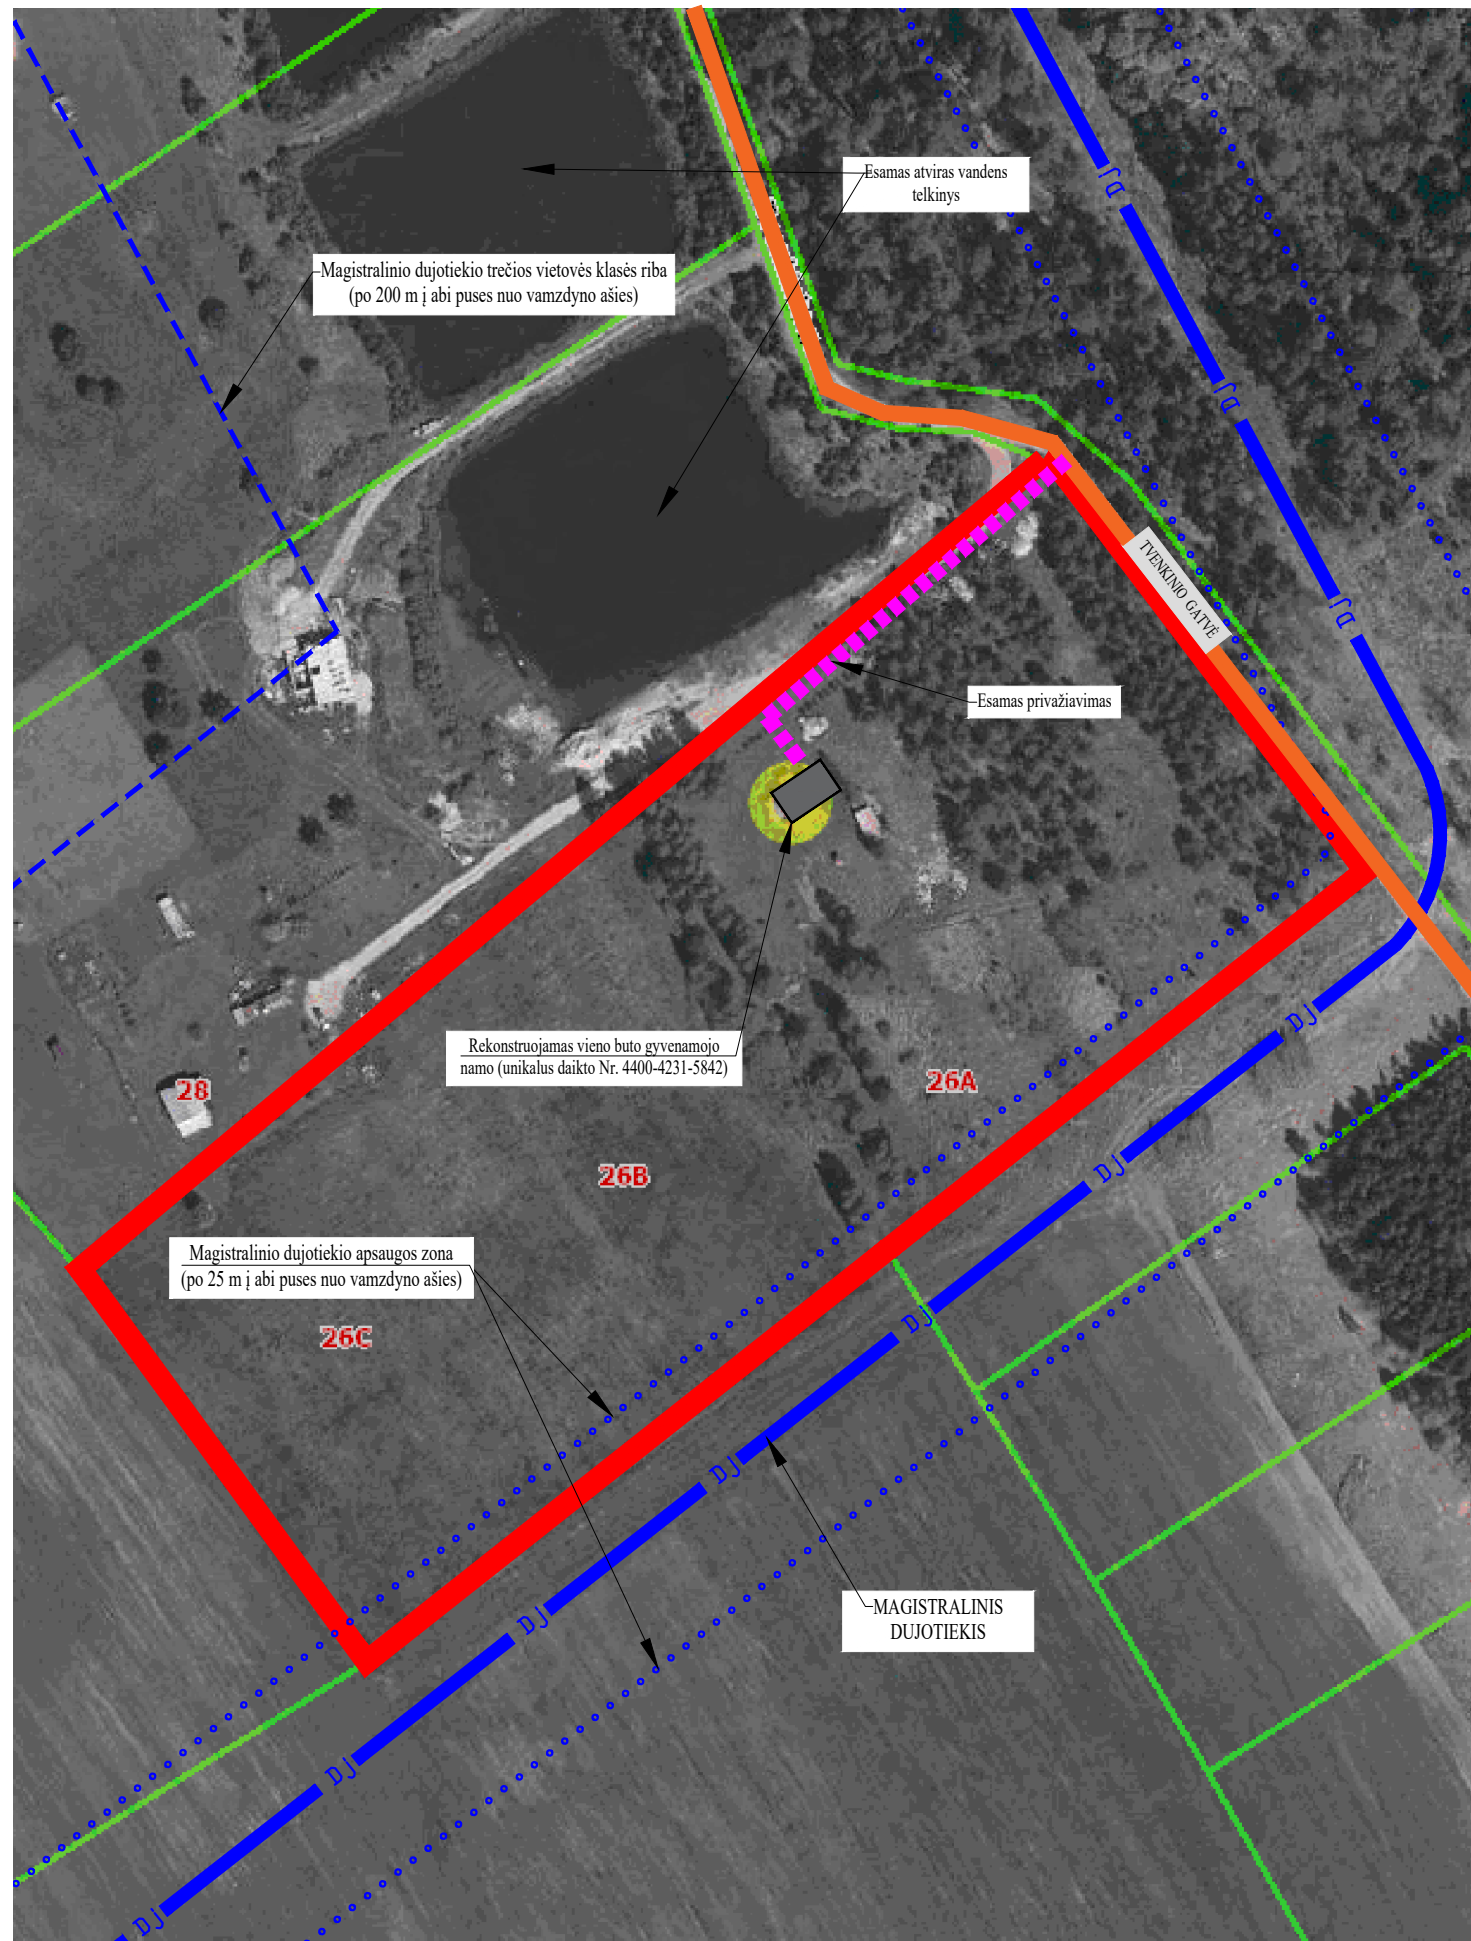 Esamas atviras vandens
telkinys
Magistralinio dujotiekio trečios vietovės klasės riba
(po 200 m į abi puses nuo vamzdyno ašies)
DJ
DJ
DJ
TVENKINIO GATVĖ
Esamas privažiavimas
DJ
Rekonstruojamas vieno buto gyvenamojo
namo (unikalus daikto Nr. 4400-4231-5842)
28
26A
26B
DJ
Magistralinio dujotiekio apsaugos zona
(po 25 m į abi puses nuo vamzdyno ašies)
26C
DJ
DJ
MAGISTRALINIS
DUJOTIEKIS
DJ
DJ
DJ